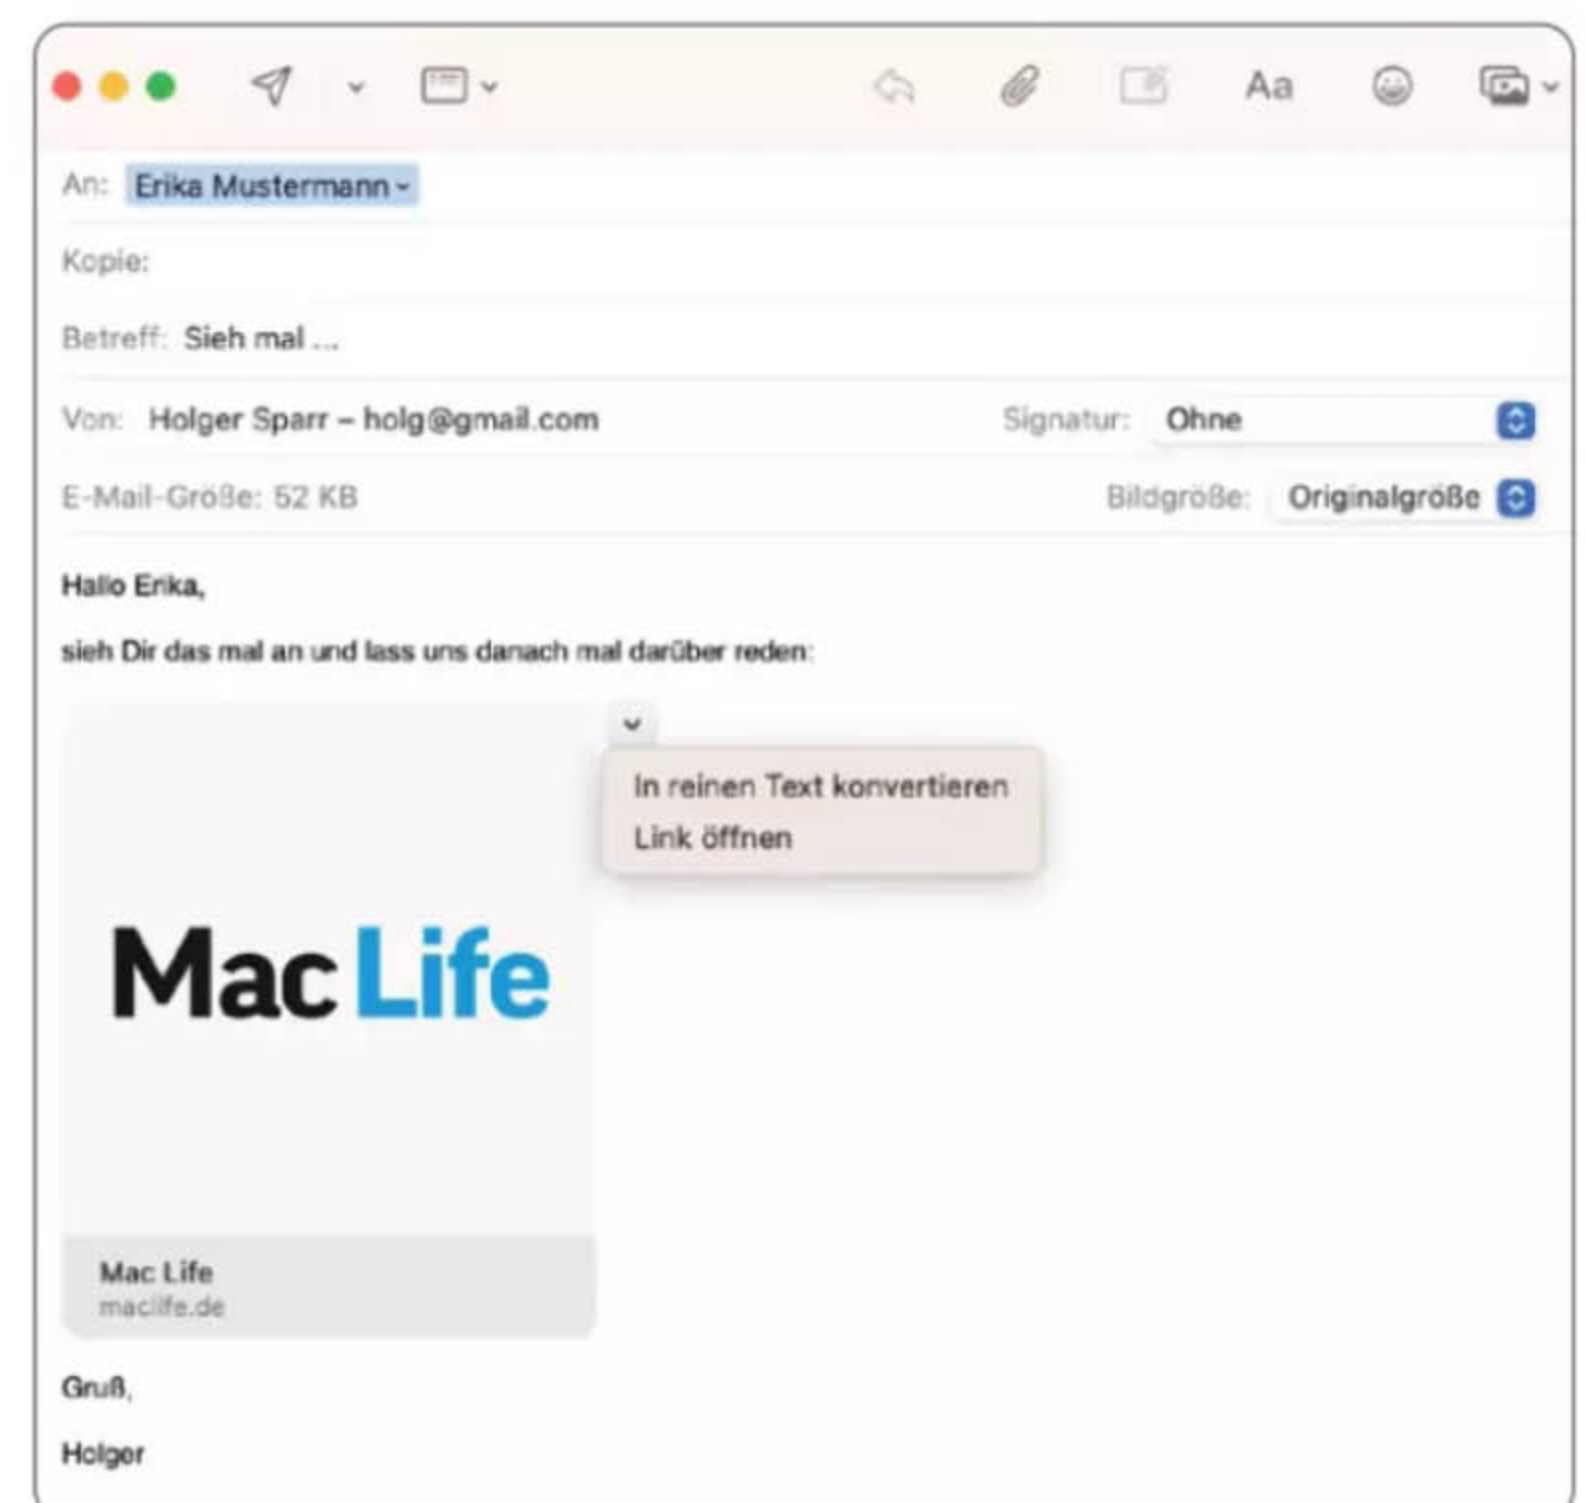 Aa
An: Erika Mustermann
Kopie:
Betreff: Sieh mal ...
Von: Holger Sparr – holg@gmail.com Signatur: Ohne
E-Mail-Größe: 52 KB Bildgröße: Originalgröße
Hallo Erika,
sieh Dir das mal an und lass uns danach mal darüber reden:
In reinen Text konvertieren
Link öffnen
Mac Life
Mac Life
maclife.de
Gruß,
Holger